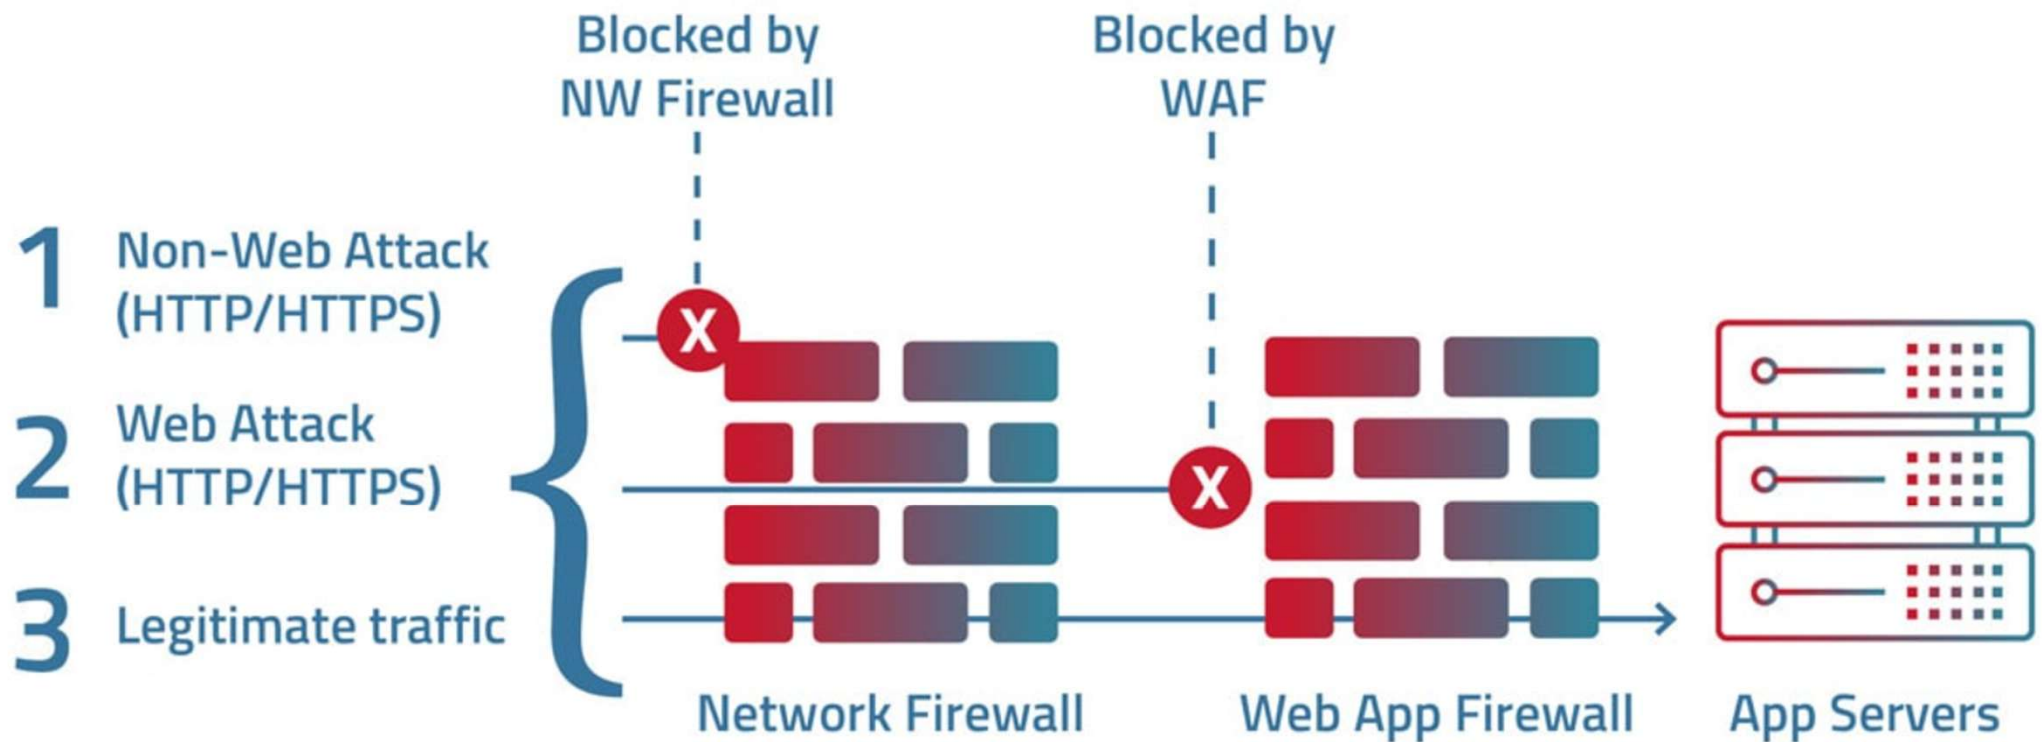 Blocked by
NW Firewall
Blocked by
WAF
1 Non-Web Attack
(HTTP/HTTPS)
2 Web Attack
(HTTP/HTTPS)
3 Legitimate traffic
X
X
Network Firewall
Web App Firewall
App Servers